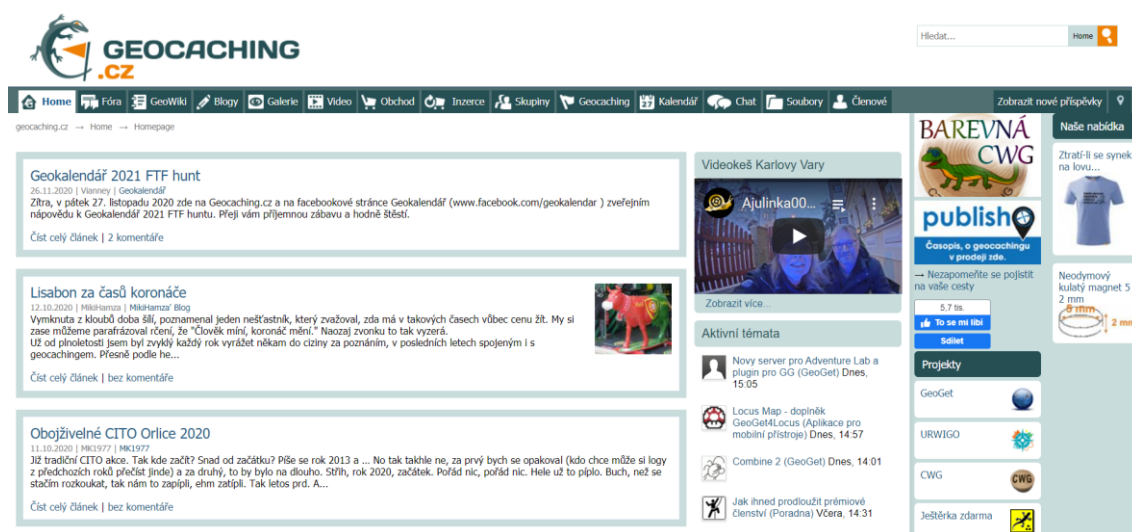 GEOCACHING
.CZ
Hledat...
Home
Home Fóra GeoWiki Blogy Galerie Video Obchod Inzerce Skupiny Geocaching Kalendář Chat Soubory Členové Zobrazit nové příspěvky
geocaching.cz → Home → Homepage
Geokalendář 2021 FTF hunt
26.11.2020 | Vianney | Geokalendář
Zítra, v pátek 27. listopadu 2020 zde na Geocaching.cz a na facebookové stránce Geokalendář (www.facebook.com/geokalendar ) zveřejním
nápovědu k Geokalendář 2021 FTF huntu. Přeji vám příjemnou zábavu a hodně štěstí.
Číst celý článek | 2 komentáře
Lisabon za časů koronáče
12.10.2020 | MikiHamza | MikiHamza' Blog
Vymknuta z kloubů doba šílí, poznamenal jeden nešťastník, který zvažoval, zda má v takových časech vůbec cenu žít. My si
zase můžeme parafrázoval rčení, že "Člověk míní, koronáč mění." Naozaj zvonku to tak vyzerá.
Už od plnoletosti jsem byl zvyklý každý rok vyrážet někam do ciziny za poznáním, v posledních letech spojeným i s
geocachingem. Přesně podle he...
Číst celý článek | bez komentáře
Obojživelné CITO Orlice 2020
11.10.2020 | MK1977 | MK1977
Již tradiční CITO akce. Tak kde začít? Snad od začátku? Píše se rok 2013 a ... No tak takhle ne, za prvý bych se opakoval (kdo chce může si logy
z předchozích roků přečíst jinde) a za druhý, to by bylo na dlouho. Střih, rok 2020, začátek. Pořád nic, pořád nic. Hele už to píplo. Buch, než se
stačím rozkoukat, tak nám to zapípli, ehm zatípli. Tak letos prd. A...
Číst celý článek | bez komentáře
Videokeš Karlovy Vary
Ajulinka00...
Zobrazit více...
Aktivní témata
Novy server pro Adventure Lab a
plugin pro GG (GeoGet) Dnes,
15:05
Locus Map - doplněk
GeoGet4Locus (Aplikace pro
mobilní přístroje) Dnes, 14:57
Combine 2 (GeoGet) Dnes, 14:01
Jak ihned prodloužit prémiové
členství (Poradna) Včera, 14:31
BAREVNÁ
CWG
publish
Časopis, o geocachingu
v prodeji zde.
→ Nezapomeňte se pojistit
na vaše cesty
5,7 tis.
To se mi líbí
Sdílet
Projekty
GeoGet
URWIGO
CWG
CWG
Ještěrka zdarma
Naše nabídka
Ztratí-li se synek
na lovu...
Neodymový
kulatý magnet 5
2 mm
8 mm
2 mm